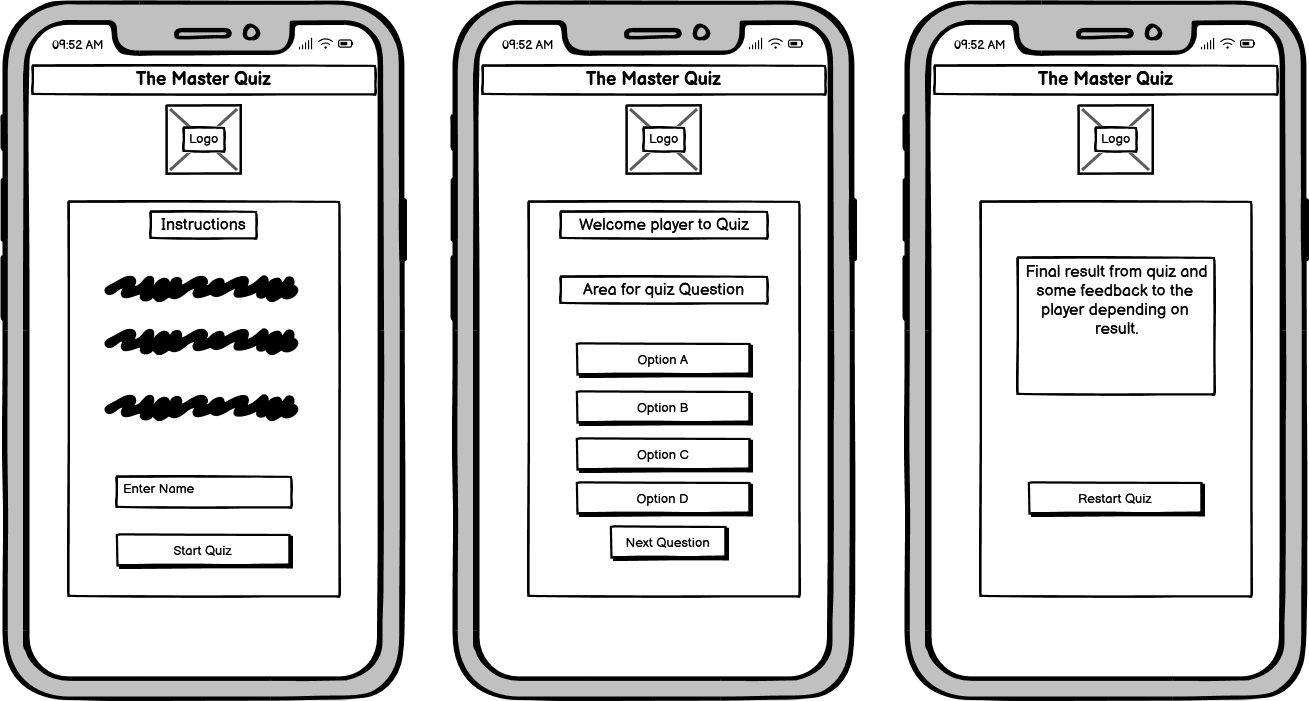 09:52 AM
The Master Quiz
Logo
Instructions
Enter Name
Start Quiz
09:52 AM
The Master Quiz
Logo
Welcome player to Quiz
Area for quiz Question
Option A
Option B
Option C
Option D
Next Question
09:52 AM
The Master Quiz
Logo
Final result from quiz and
some feedback to the
player depending on
result.
Restart Quiz